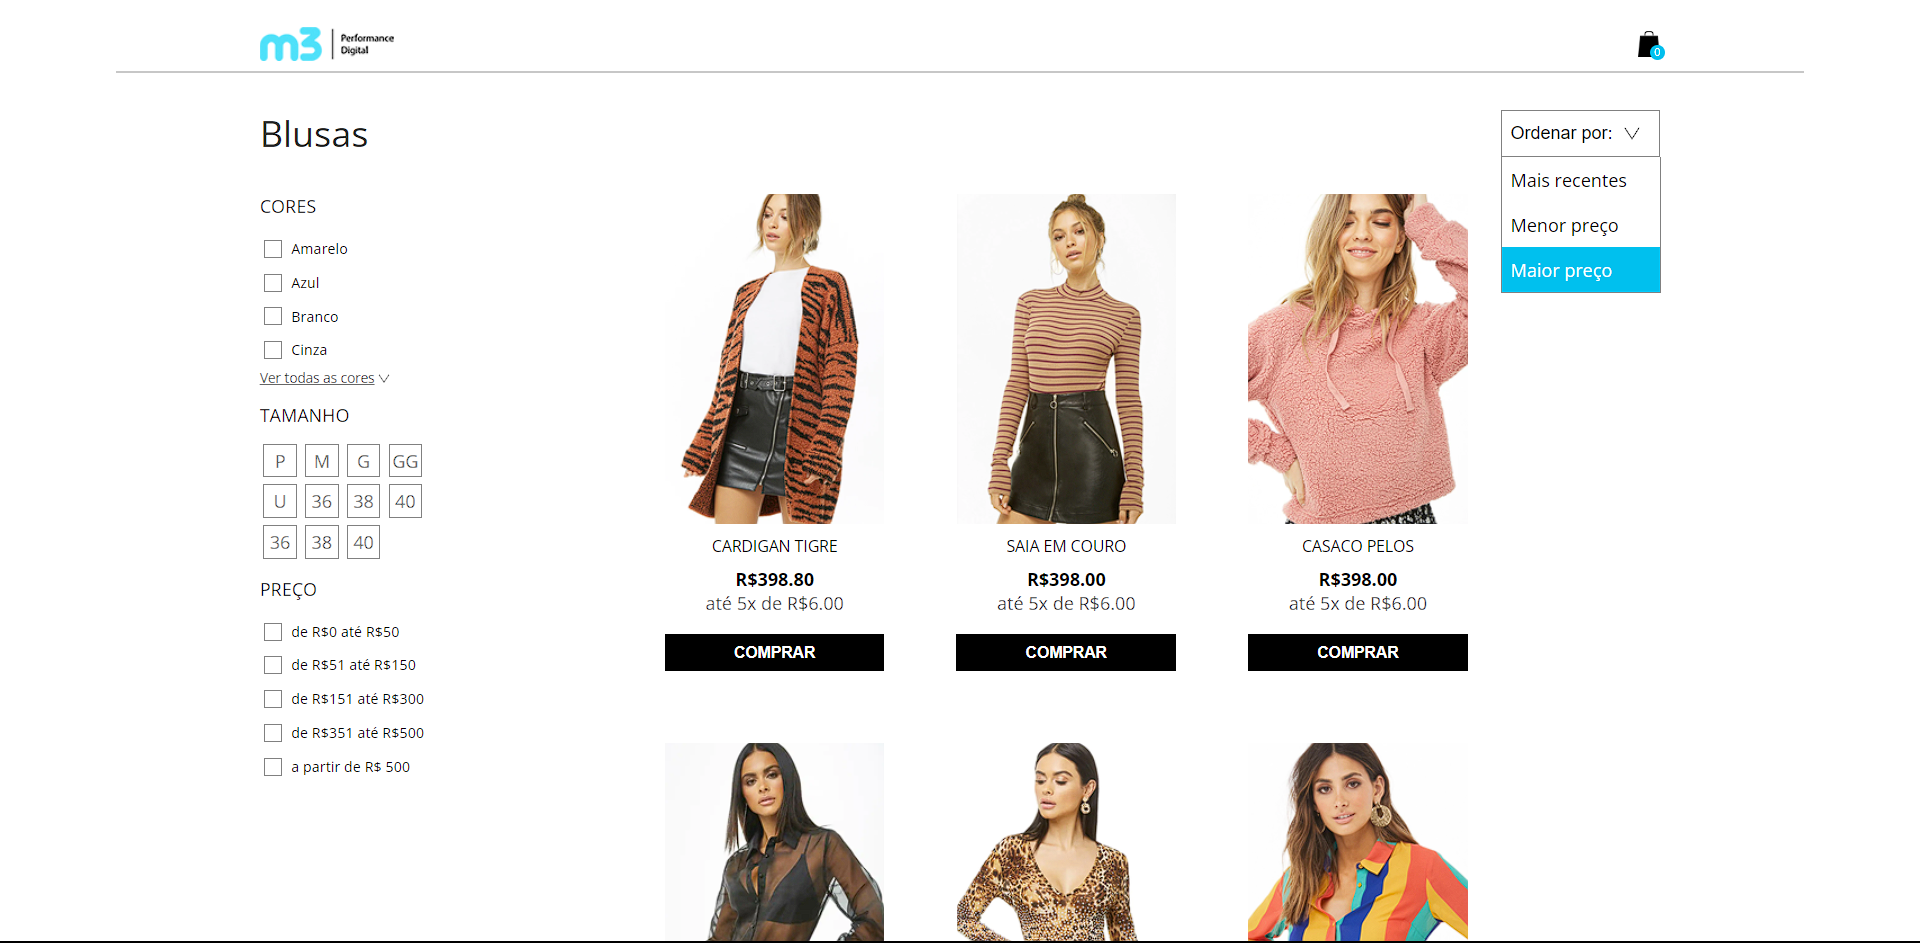 m3 Performance
Digital
0
Blusas
Ordenar por:
Mais recentes
Menor preço
Maior preço
CORES
Amarelo
Azul
Branco
Cinza
Ver todas as cores
TAMANHO
P M G GG
U 36 38 40
36 38 40
PREÇO
de R$0 até R$50
de R$51 até R$150
de R$151 até R$300
de R$351 até R$500
a partir de R$ 500
CARDIGAN TIGRE
R$398.80
até 5x de R$6.00
COMPRAR
SAIA EM COURO
R$398.00
até 5x de R$6.00
COMPRAR
CASACO PELOS
R$398.00
até 5x de R$6.00
COMPRAR